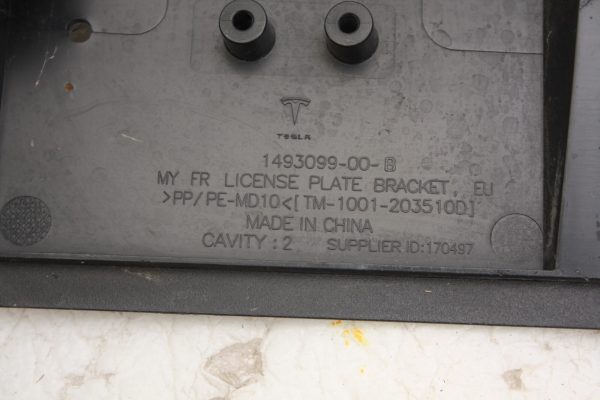 TESLA
1493099-00-B
MY FR LICENSE PLATE BRACKET, EU
>PP/PE-MD10<[TM-1001-203510D]
MADE IN CHINA
CAVITY : 2 SUPPLIER ID:170497